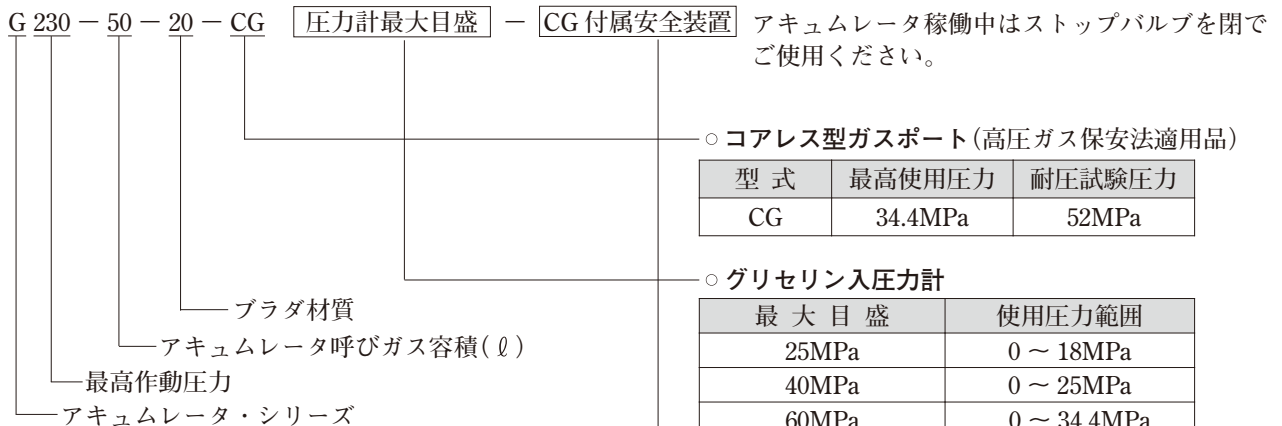 G 230 － 50 － 20 － CG 圧力計最大目盛 － CG 付属安全装置
アキュムレータ稼働中はストップバルブを閉で
ご使用ください。
○ コアレス型ガスポート(高圧ガス保安法適用品)
型 式 最高使用圧力 耐圧試験圧力
CG 34.4MPa 52MPa
○ グリセリン入圧力計
最 大 目 盛 使用圧力範囲
25MPa 0 ～ 18MPa
40MPa 0 ～ 25MPa
60MPa 0 ～ 34.4MPa
ブラダ材質
アキュムレータ呼びガス容積(ℓ)
最高作動圧力
アキュムレータ・シリーズ